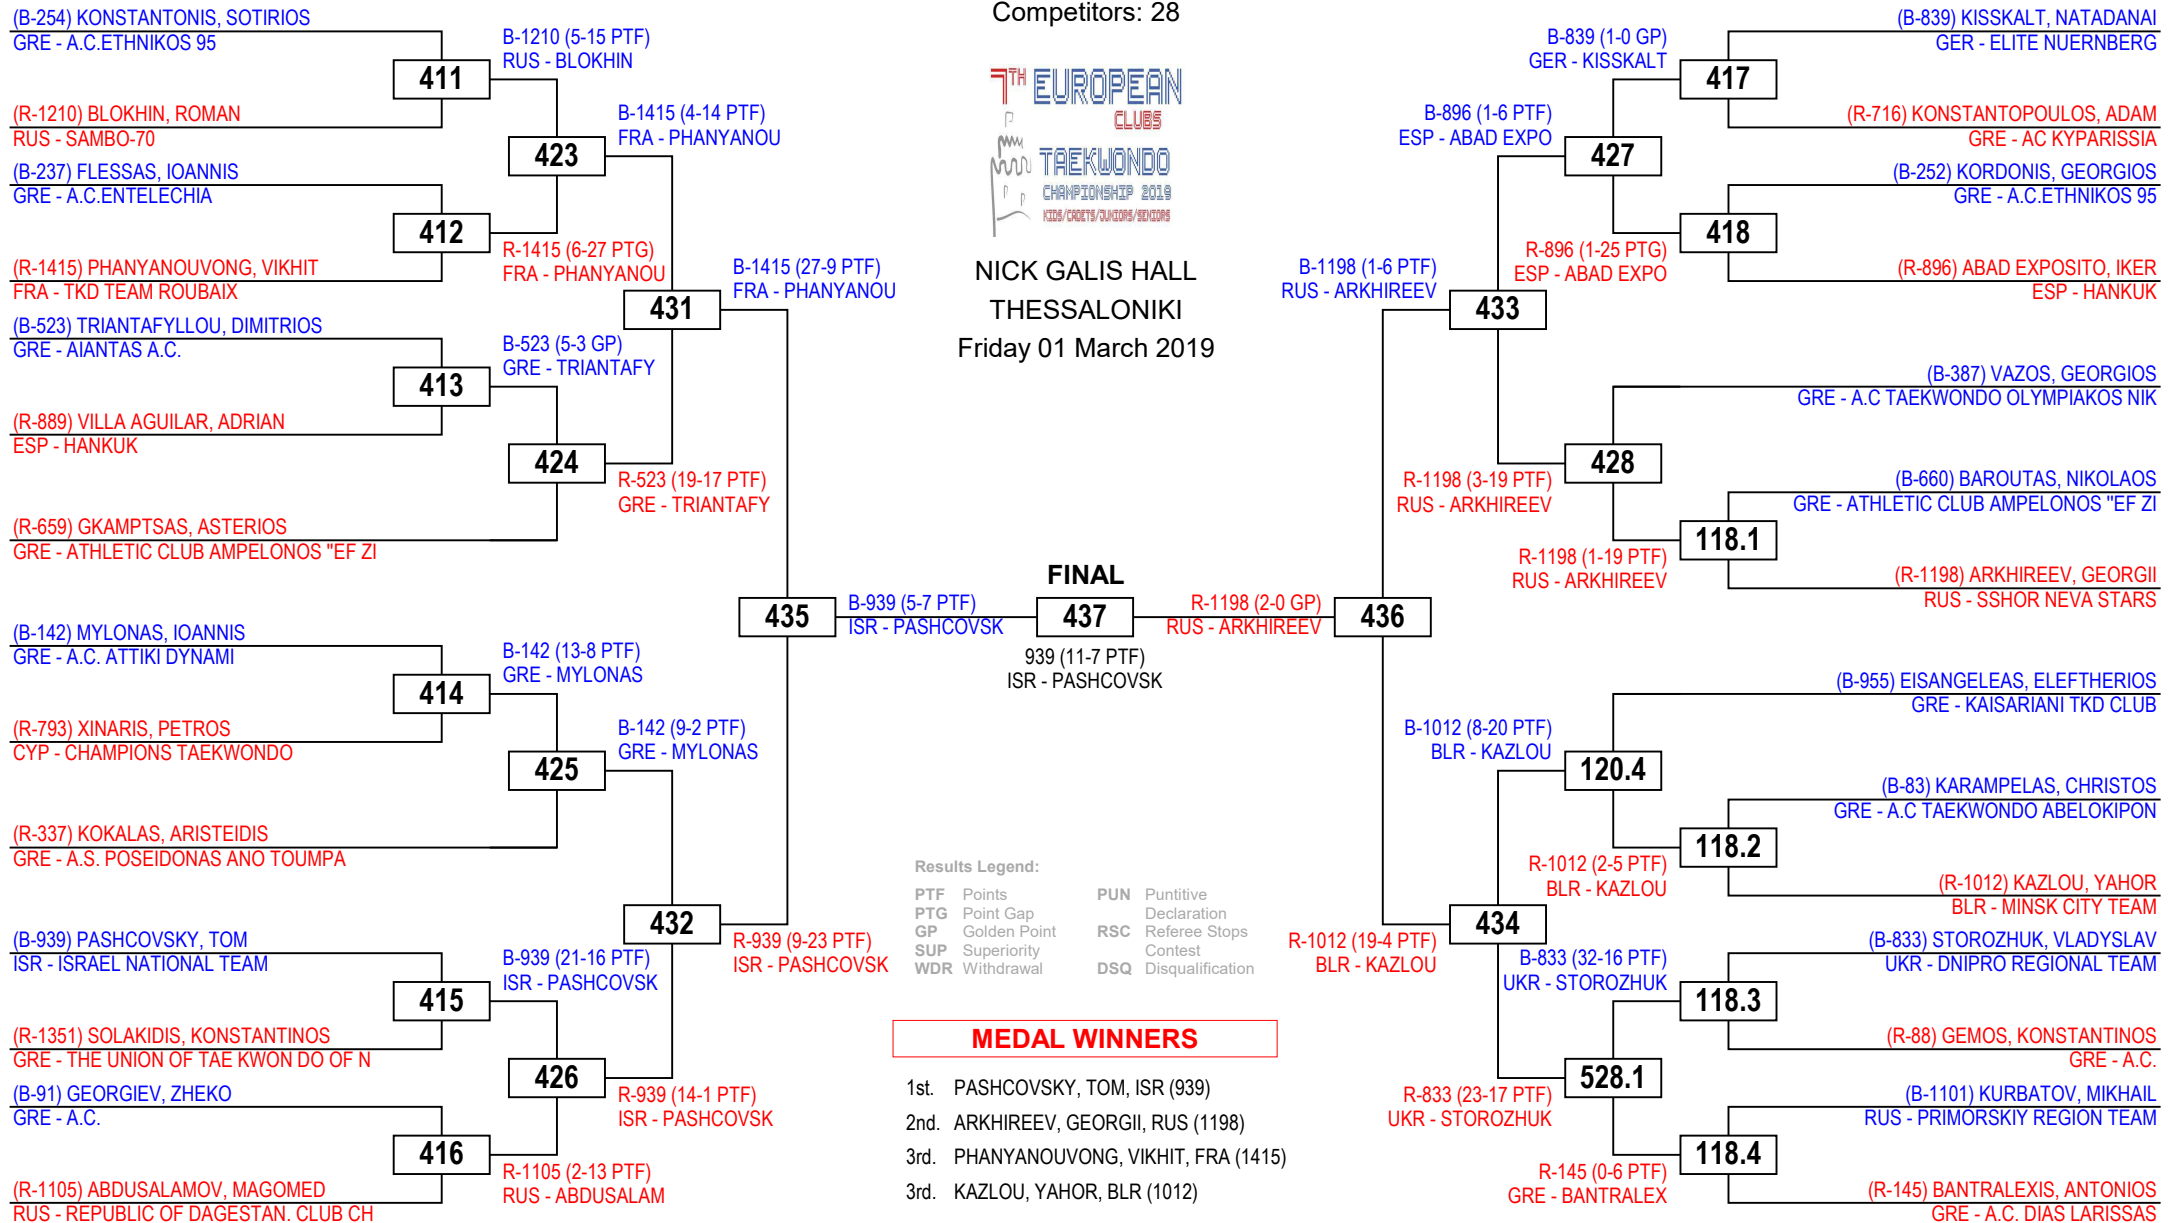 Competitors: 28
7TH EUROPEAN
CLUBS
TAEKWONDO
CHAMPIONSHIP 2019
KIDS/CADETS/JUNIORS/SENIORS
NICK GALIS HALL
THESSALONIKI
Friday 01 March 2019
(B-254) KONSTANTONIS, SOTIRIOS
GRE - A.C.ETHNIKOS 95
411
(R-1210) BLOKHIN, ROMAN
RUS - SAMBO-70
(B-237) FLESSAS, IOANNIS
GRE - A.C.ENTELECHIA
412
(R-1415) PHANYANOUVONG, VIKHIT
FRA - TKD TEAM ROUBAIX
(B-523) TRIANTAFYLLOU, DIMITRIOS
GRE - AIANTAS A.C.
413
(R-889) VILLA AGUILAR, ADRIAN
ESP - HANKUK
(R-659) GKAMPTSAS, ASTERIOS
GRE - ATHLETIC CLUB AMPELONOS "EF ZI
(B-142) MYLONAS, IOANNIS
GRE - A.C. ATTIKI DYNAMI
414
(R-793) XINARIS, PETROS
CYP - CHAMPIONS TAEKWONDO
(R-337) KOKALAS, ARISTEIDIS
GRE - A.S. POSEIDONAS ANO TOUMPA
(B-939) PASHCOVSKY, TOM
ISR - ISRAEL NATIONAL TEAM
415
(R-1351) SOLAKIDIS, KONSTANTINOS
GRE - THE UNION OF TAE KWON DO OF N
(B-91) GEORGIEV, ZHEKO
GRE - A.C.
416
(R-1105) ABDUSALAMOV, MAGOMED
RUS - REPUBLIC OF DAGESTAN. CLUB CH
B-1210 (5-15 PTF)
RUS - BLOKHIN
423
R-1415 (6-27 PTG)
FRA - PHANYANOU
B-523 (5-3 GP)
GRE - TRIANTAFY
424
B-142 (13-8 PTF)
GRE - MYLONAS
425
B-939 (21-16 PTF)
ISR - PASHCOVSK
426
R-1105 (2-13 PTF)
RUS - ABDUSALAM
B-1415 (4-14 PTF)
FRA - PHANYANOU
431
R-523 (19-17 PTF)
GRE - TRIANTAFY
B-142 (9-2 PTF)
GRE - MYLONAS
432
R-939 (14-1 PTF)
ISR - PASHCOVSK
B-1415 (27-9 PTF)
FRA - PHANYANOU
435
R-939 (9-23 PTF)
ISR - PASHCOVSK
B-939 (5-7 PTF)
ISR - PASHCOVSK
FINAL
437
939 (11-7 PTF)
ISR - PASHCOVSK
R-1198 (2-0 GP)
RUS - ARKHIREEV
436
B-1198 (1-6 PTF)
RUS - ARKHIREEV
R-1012 (19-4 PTF)
BLR - KAZLOU
B-896 (1-6 PTF)
ESP - ABAD EXPO
433
R-1198 (3-19 PTF)
RUS - ARKHIREEV
B-1012 (8-20 PTF)
BLR - KAZLOU
434
R-833 (23-17 PTF)
UKR - STOROZHUK
B-839 (1-0 GP)
GER - KISSKALT
427
R-896 (1-25 PTG)
ESP - ABAD EXPO
428
R-1198 (1-19 PTF)
RUS - ARKHIREEV
120.4
R-1012 (2-5 PTF)
BLR - KAZLOU
B-833 (32-16 PTF)
UKR - STOROZHUK
528.1
R-145 (0-6 PTF)
GRE - BANTRALEX
(B-839) KISSKALT, NATADANAI
GER - ELITE NUERNBERG
417
(R-716) KONSTANTOPOULOS, ADAM
GRE - AC KYPARISSIA
(B-252) KORDONIS, GEORGIOS
GRE - A.C.ETHNIKOS 95
418
(R-896) ABAD EXPOSITO, IKER
ESP - HANKUK
(B-387) VAZOS, GEORGIOS
GRE - A.C TAEKWONDO OLYMPIAKOS NIK
(B-660) BAROUTAS, NIKOLAOS
GRE - ATHLETIC CLUB AMPELONOS "EF ZI
118.1
(R-1198) ARKHIREEV, GEORGII
RUS - SSHOR NEVA STARS
(B-955) EISANGELEAS, ELEFTHERIOS
GRE - KAISARIANI TKD CLUB
(B-83) KARAMPELAS, CHRISTOS
GRE - A.C TAEKWONDO ABELOKIPON
118.2
(R-1012) KAZLOU, YAHOR
BLR - MINSK CITY TEAM
(B-833) STOROZHUK, VLADYSLAV
UKR - DNIPRO REGIONAL TEAM
118.3
(R-88) GEMOS, KONSTANTINOS
GRE - A.C.
(B-1101) KURBATOV, MIKHAIL
RUS - PRIMORSKIY REGION TEAM
118.4
(R-145) BANTRALEXIS, ANTONIOS
GRE - A.C. DIAS LARISSAS
Results Legend:
PTF Points
PTG Point Gap
GP Golden Point
SUP Superiority
WDR Withdrawal
PUN Puntitive
Declaration
RSC Referee Stops
Contest
DSQ Disqualification
MEDAL WINNERS
1st. PASHCOVSKY, TOM, ISR (939)
2nd. ARKHIREEV, GEORGII, RUS (1198)
3rd. PHANYANOUVONG, VIKHIT, FRA (1415)
3rd. KAZLOU, YAHOR, BLR (1012)